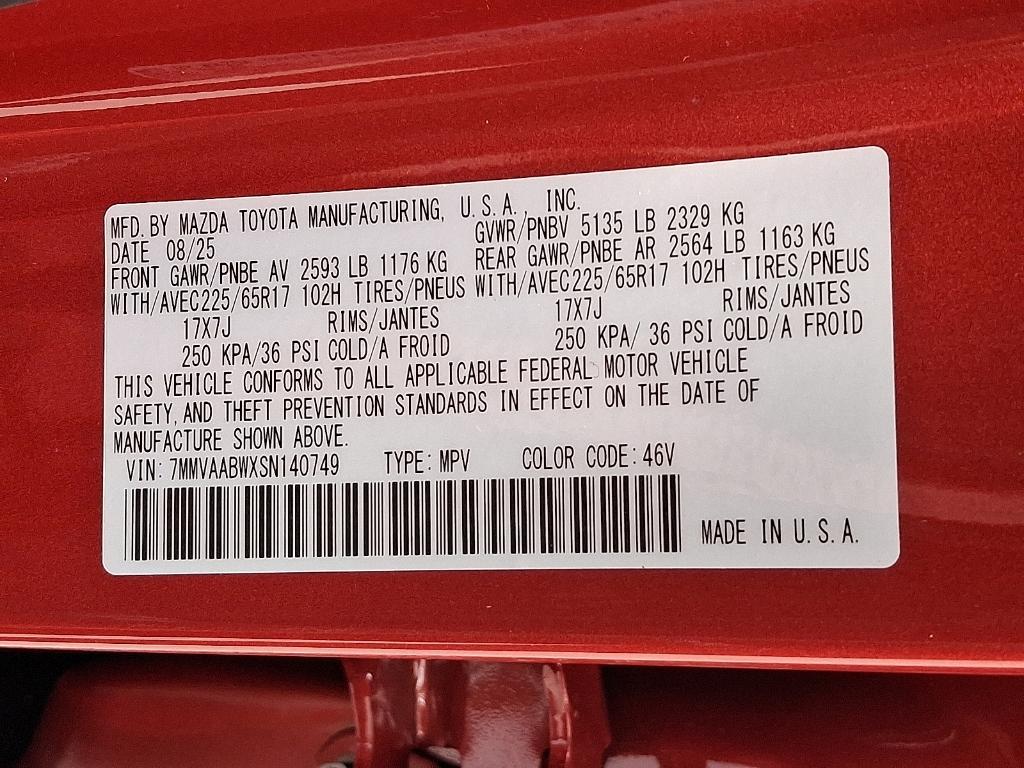 MFD. BY MAZDA TOYOTA MANUFACTURING, U.S.A., INC.
DATE 08/25 GVWR/PNBV 5135 LB 2329 KG
FRONT GAWR/PNBE AV 2593 LB 1176 KG REAR GAWR/PNBE AR 2564 LB 1163 KG
WITH/AVEC225/65R17 102H TIRES/PNEUS WITH/AVEC225/65R17 102H TIRES/PNEUS
17X7J RIMS/JANTES 17X7J RIMS/JANTES
250 KPA/36 PSI COLD/A FROID 250 KPA/ 36 PSI COLD/A FROID
THIS VEHICLE CONFORMS TO ALL APPLICABLE FEDERAL MOTOR VEHICLE
SAFETY, AND THEFT PREVENTION STANDARDS IN EFFECT ON THE DATE OF
MANUFACTURE SHOWN ABOVE.
VIN: 7MMVAABWXSN140749 TYPE: MPV COLOR CODE: 46V
MADE IN U.S.A.